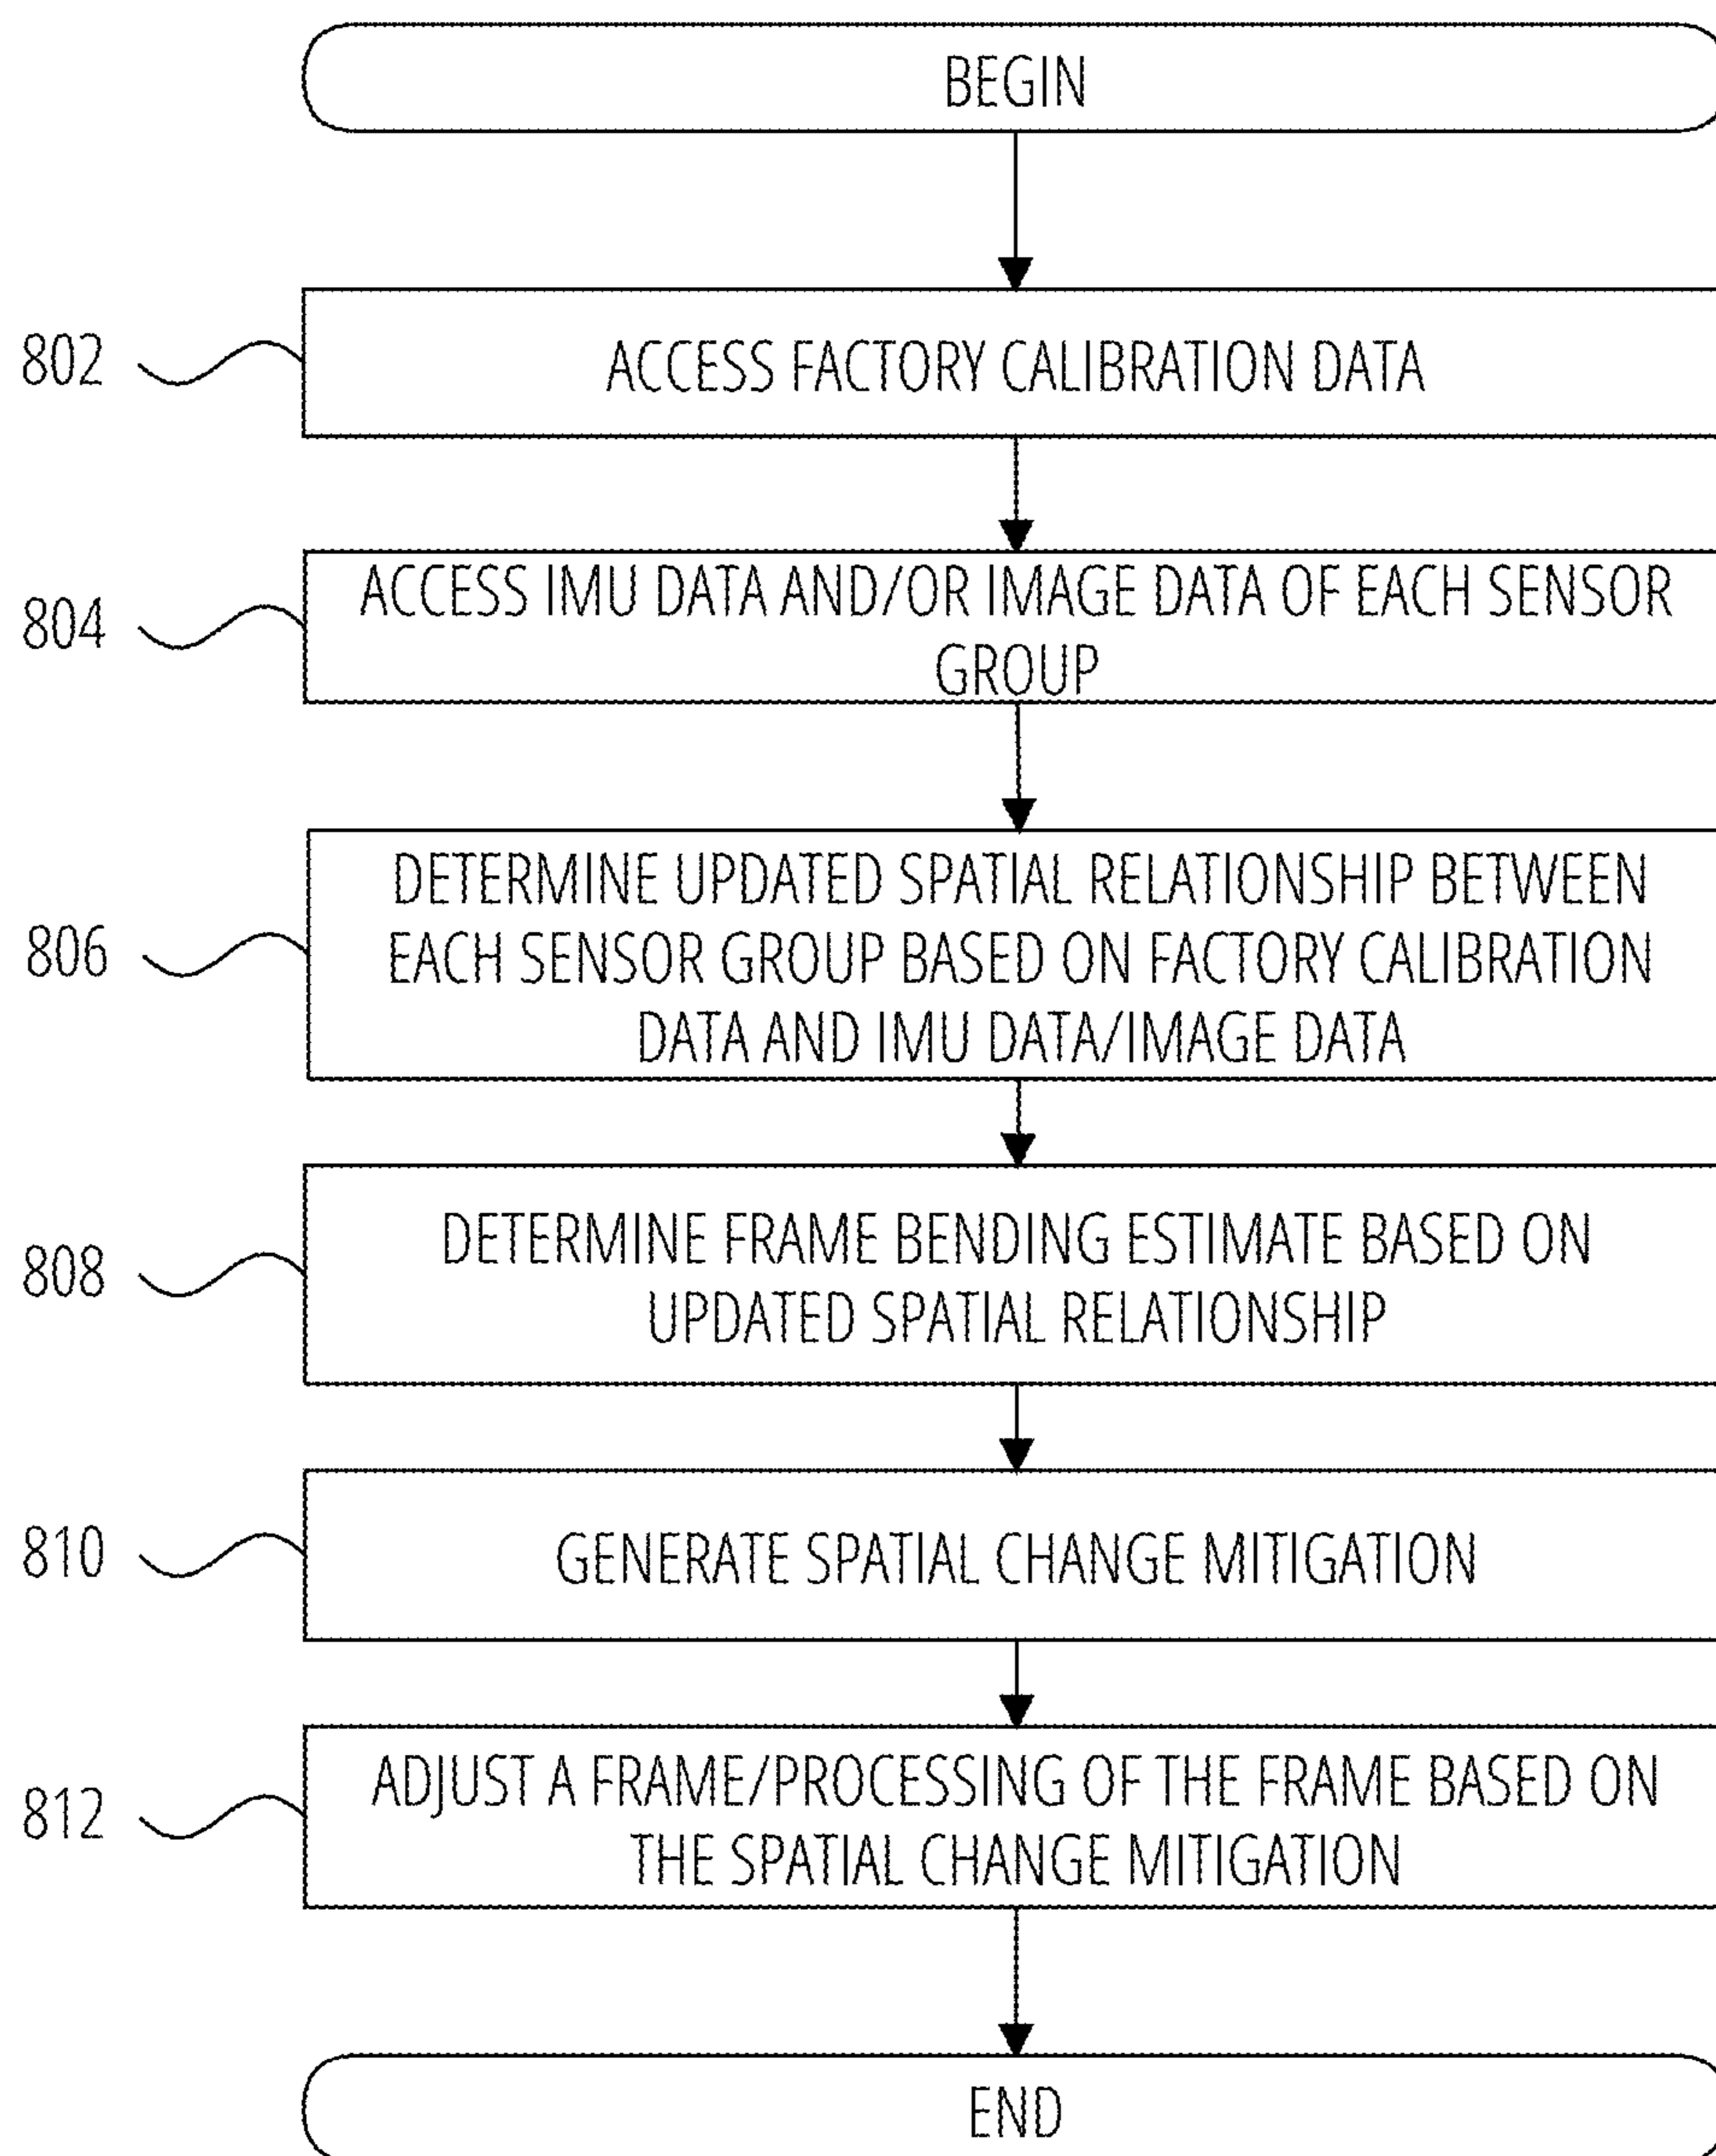 BEGIN
802
ACCESS FACTORY CALIBRATION DATA
804
ACCESS IMU DATA AND/OR IMAGE DATA OF EACH SENSOR
GROUP
806
DETERMINE UPDATED SPATIAL RELATIONSHIP BETWEEN
EACH SENSOR GROUP BASED ON FACTORY CALIBRATION
DATA AND IMU DATA/IMAGE DATA
808
DETERMINE FRAME BENDING ESTIMATE BASED ON
UPDATED SPATIAL RELATIONSHIP
810
GENERATE SPATIAL CHANGE MITIGATION
812
ADJUST A FRAME/PROCESSING OF THE FRAME BASED ON
THE SPATIAL CHANGE MITIGATION
END